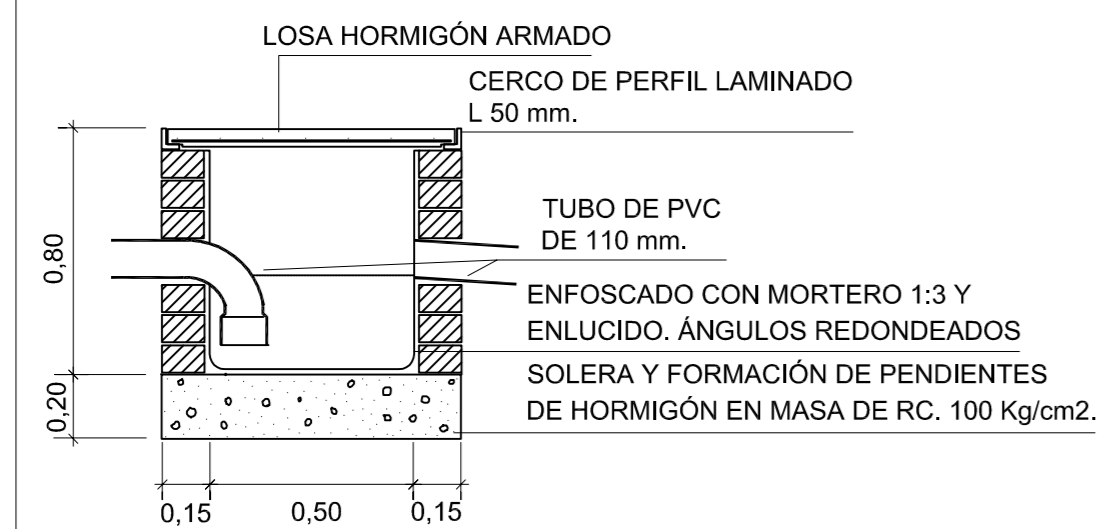 LOSA HORMIGÓN ARMADO
CERCO DE PERFIL LAMINADO
L 50 mm.
TUBO DE PVC
DE 110 mm.
0,80
ENFOSCADO CON MORTERO 1:3 Y
ENLUCIDO. ÁNGULOS REDONDEADOS
SOLERA Y FORMACIÓN DE PENDIENTES
DE HORMIGÓN EN MASA DE RC. 100 Kg/cm2.
0,20
0,15 0,50 0,15